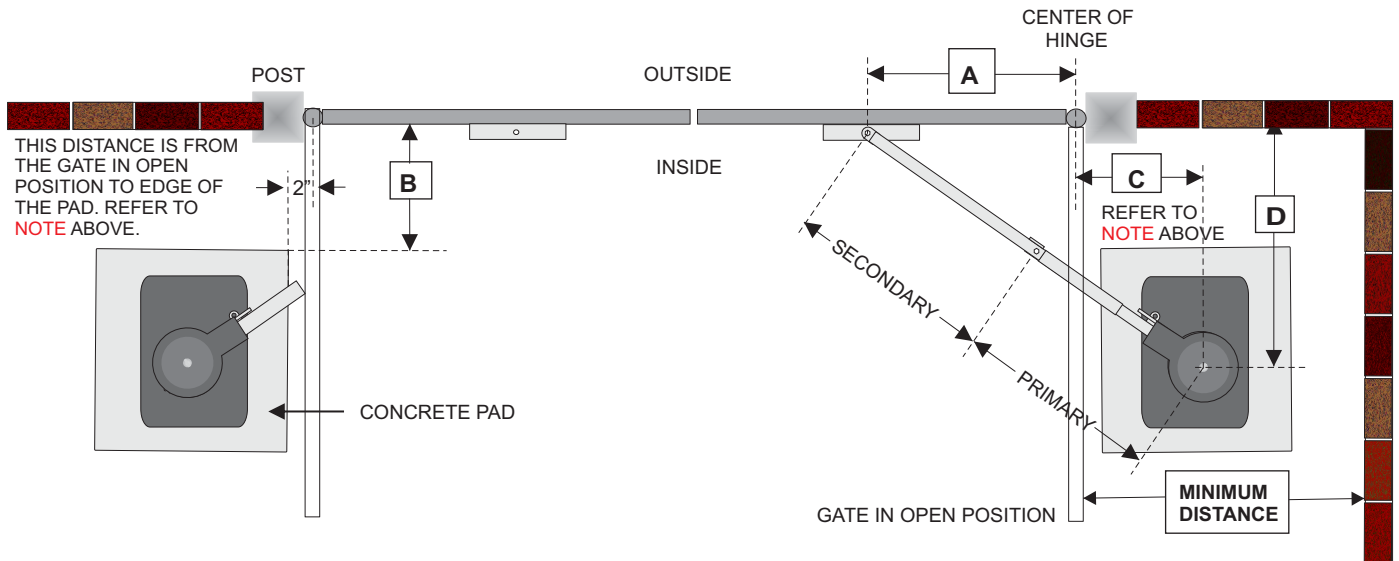 CENTER OF
HINGE
POST
OUTSIDE
A
THIS DISTANCE IS FROM
THE GATE IN OPEN
POSITION TO EDGE OF
THE PAD. REFER TO
NOTE ABOVE.
2”
B
INSIDE
C
REFER TO
NOTE ABOVE
D
SECONDARY
PRIMARY
CONCRETE PAD
GATE IN OPEN POSITION
MINIMUM
DISTANCE